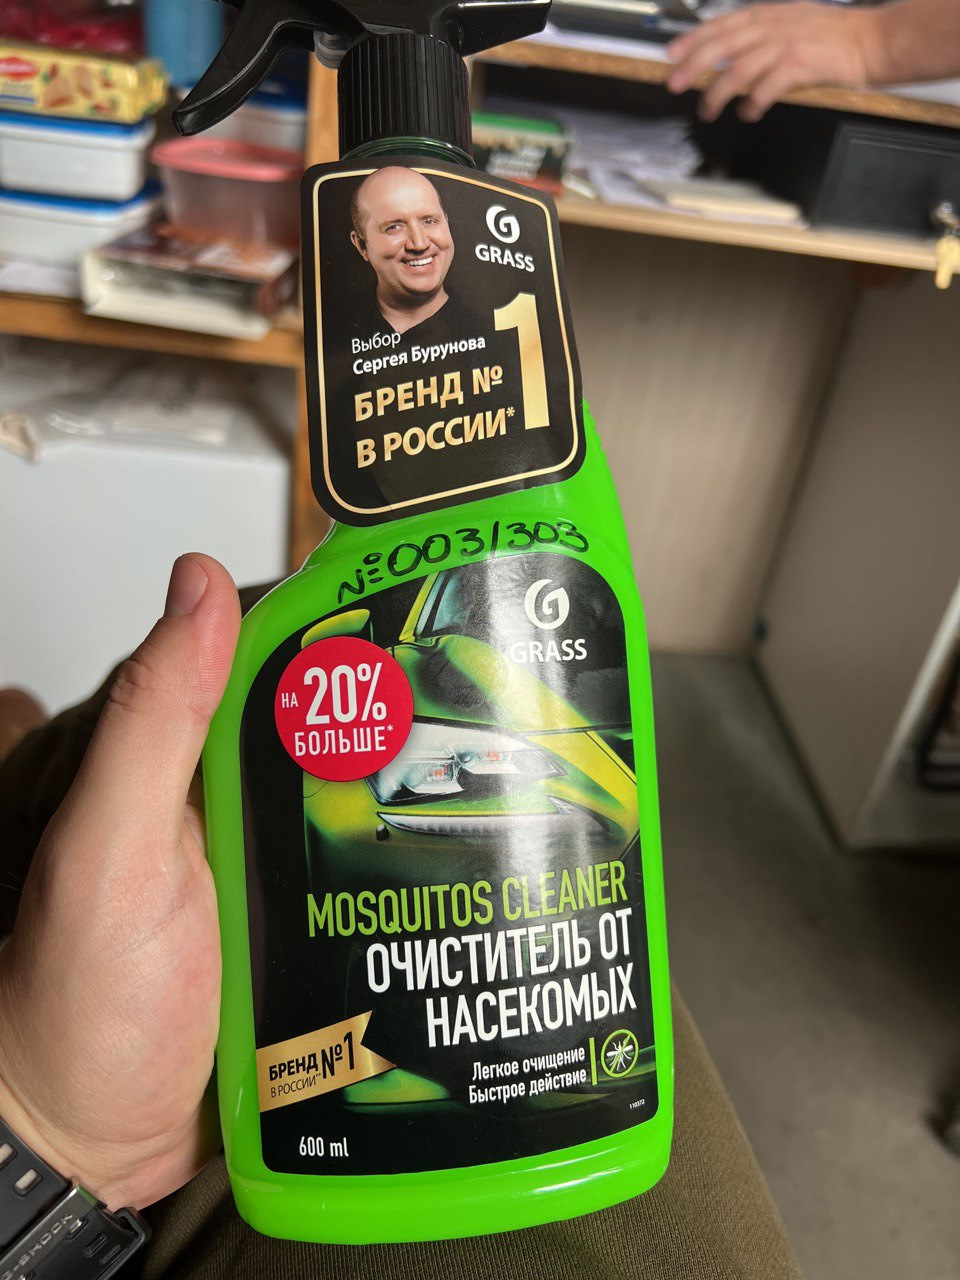 GRASS
Выбор
Сергея Бурунова
БРЕНД № 1
В РОССИИ*
№003/303
GRASS
НА 20%
БОЛЬШЕ*
MOSQUITOS CLEANER
ОЧИСТИТЕЛЬ ОТ
НАСЕКОМЫХ
БРЕНД №1
В РОССИИ**
Легкое очищение
Быстрое действие
600 ml
G-SHOCK